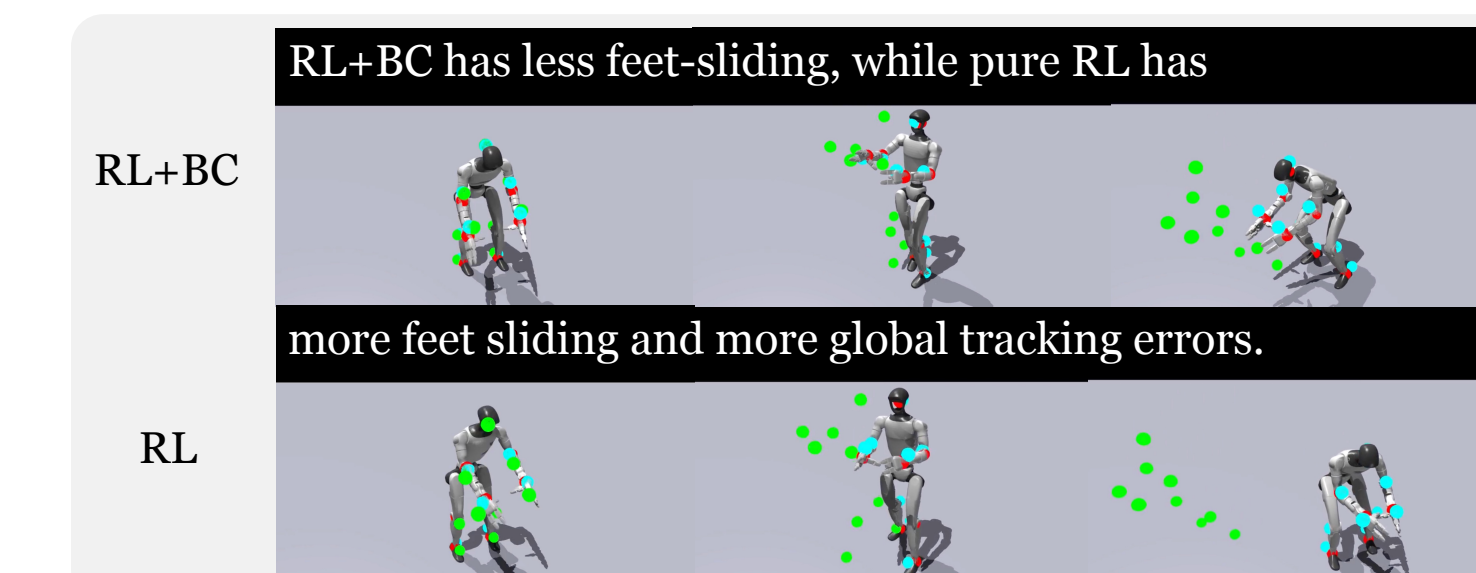 RL+BC has less feet-sliding, while pure RL has
RL+BC
more feet sliding and more global tracking errors.
RL